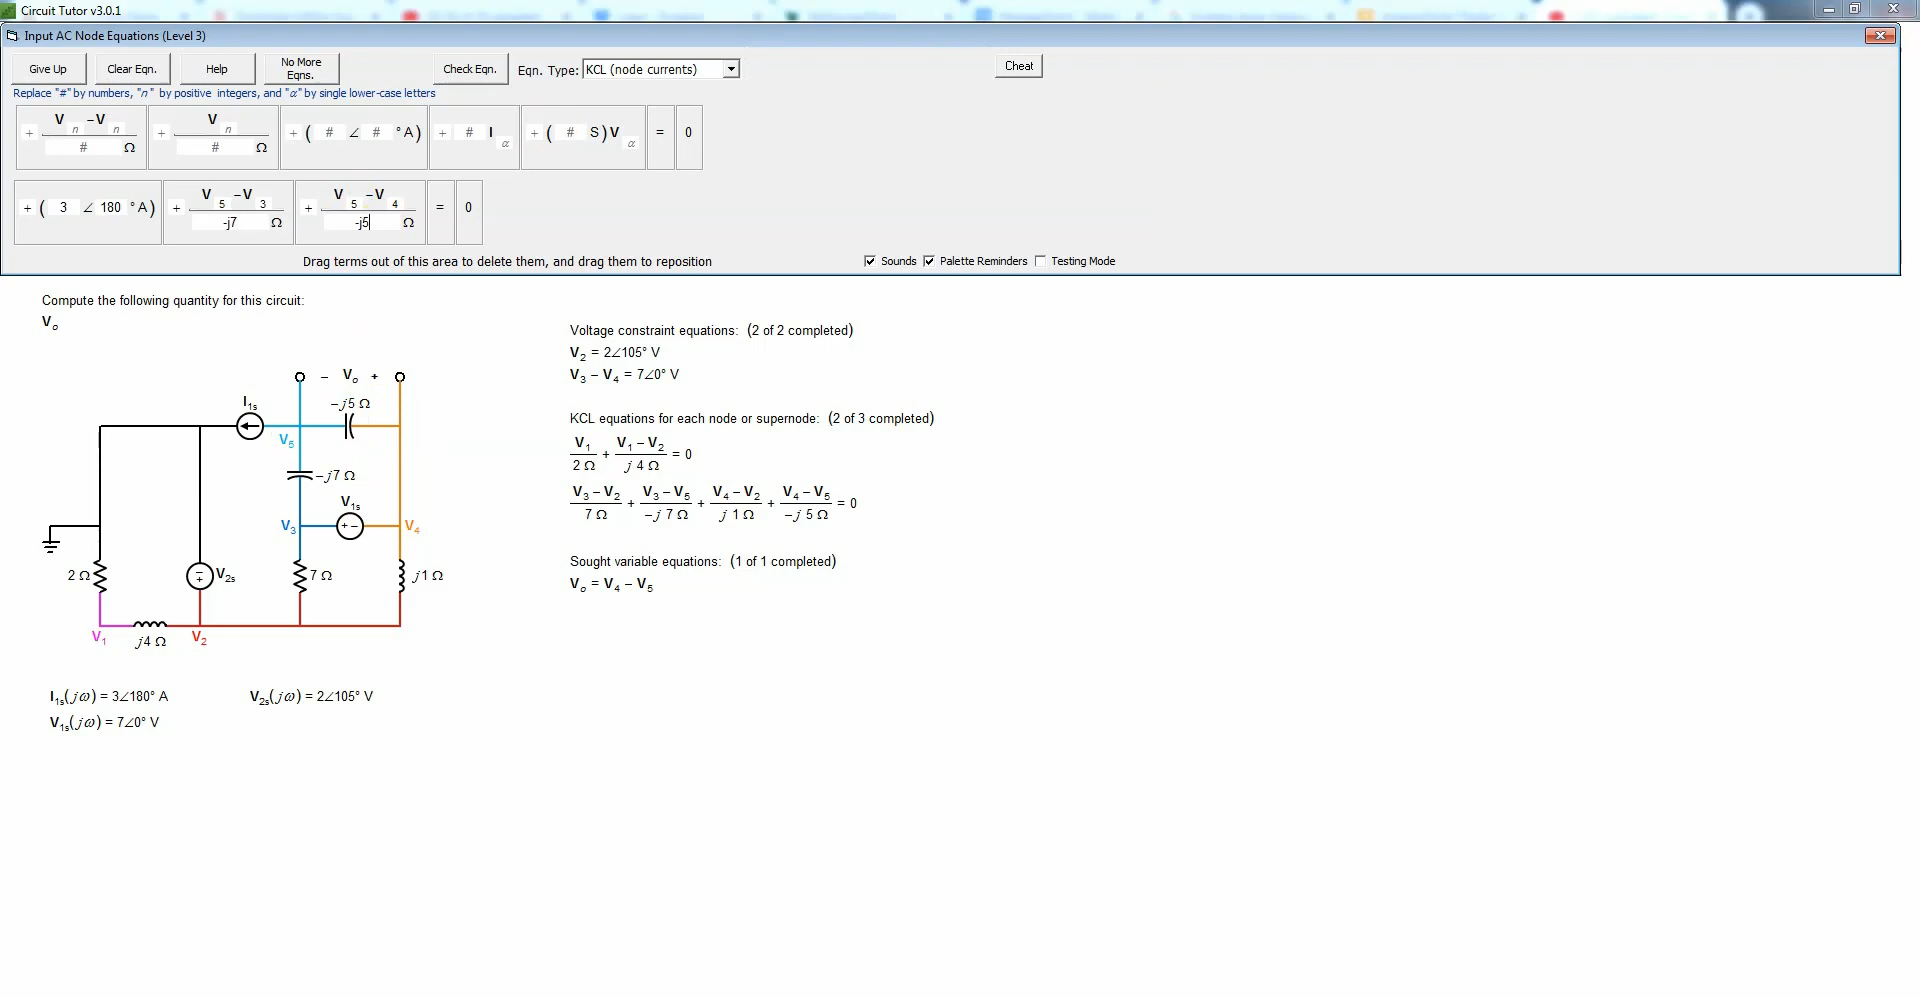 Circuit Tutor v3.0.1
Input AC Node Equations (Level 3)
Give Up Clear Eqn. Help No More Eqns. Check Eqn. Eqn. Type: KCL (node currents) Cheat
Replace "#" by numbers, "n" by positive integers, and "α" by single lower-case letters
+ (V n − V n) / # Ω + V n / # Ω + ( # ∠ # ° A ) + # I α + ( # S ) V α = 0
+ ( 3 ∠ 180 ° A ) + (V 5 − V 3) / -j7 Ω + (V 5 − V 4) / -j5 Ω = 0
Drag terms out of this area to delete them, and drag them to reposition
Sounds Palette Reminders Testing Mode
Compute the following quantity for this circuit:
Vo
− Vo +
I1s
−j5 Ω
V5
−j7 Ω
V1s
V3
+ −
V4
2 Ω
− +
V2s
7 Ω
j1 Ω
V1
j4 Ω
V2
I1s(jω) = 3∠180° A
V2s(jω) = 2∠105° V
V1s(jω) = 7∠0° V
Voltage constraint equations: (2 of 2 completed)
V2 = 2∠105° V
V3 − V4 = 7∠0° V
KCL equations for each node or supernode: (2 of 3 completed)
V1 / 2 Ω + (V1 − V2) / j 4 Ω = 0
(V3 − V2) / 7 Ω + (V3 − V5) / −j 7 Ω + (V4 − V2) / j 1 Ω + (V4 − V5) / −j 5 Ω = 0
Sought variable equations: (1 of 1 completed)
Vo = V4 − V5